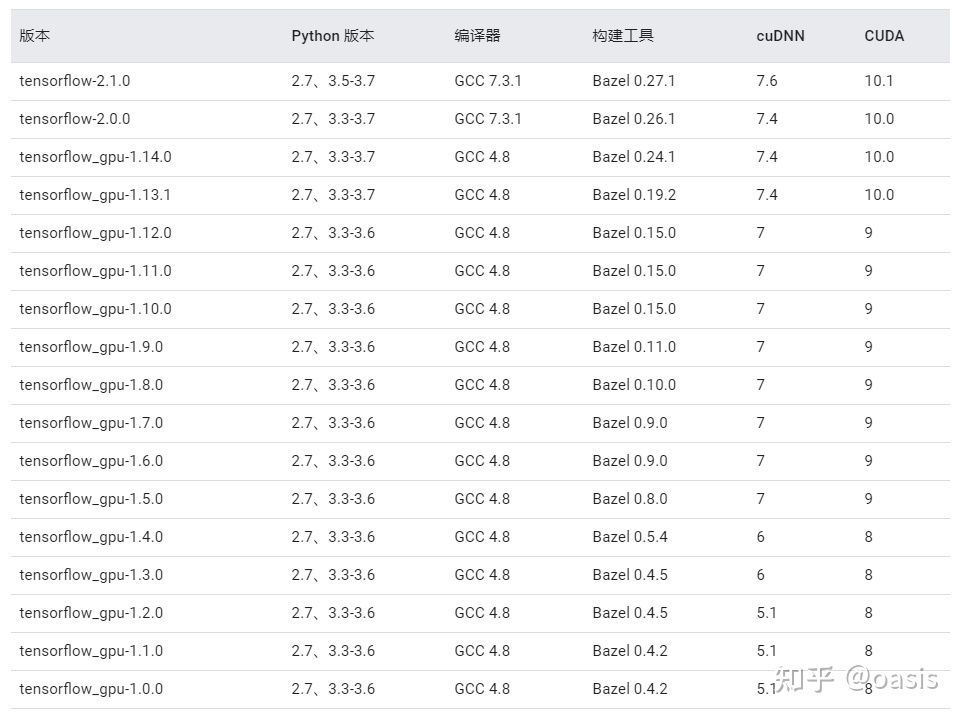 版本 Python 版本 编译器 构建工具 cuDNN CUDA
tensorflow-2.1.0 2.7、3.5-3.7 GCC 7.3.1 Bazel 0.27.1 7.6 10.1
tensorflow-2.0.0 2.7、3.3-3.7 GCC 7.3.1 Bazel 0.26.1 7.4 10.0
tensorflow_gpu-1.14.0 2.7、3.3-3.7 GCC 4.8 Bazel 0.24.1 7.4 10.0
tensorflow_gpu-1.13.1 2.7、3.3-3.7 GCC 4.8 Bazel 0.19.2 7.4 10.0
tensorflow_gpu-1.12.0 2.7、3.3-3.6 GCC 4.8 Bazel 0.15.0 7 9
tensorflow_gpu-1.11.0 2.7、3.3-3.6 GCC 4.8 Bazel 0.15.0 7 9
tensorflow_gpu-1.10.0 2.7、3.3-3.6 GCC 4.8 Bazel 0.15.0 7 9
tensorflow_gpu-1.9.0 2.7、3.3-3.6 GCC 4.8 Bazel 0.11.0 7 9
tensorflow_gpu-1.8.0 2.7、3.3-3.6 GCC 4.8 Bazel 0.10.0 7 9
tensorflow_gpu-1.7.0 2.7、3.3-3.6 GCC 4.8 Bazel 0.9.0 7 9
tensorflow_gpu-1.6.0 2.7、3.3-3.6 GCC 4.8 Bazel 0.9.0 7 9
tensorflow_gpu-1.5.0 2.7、3.3-3.6 GCC 4.8 Bazel 0.8.0 7 9
tensorflow_gpu-1.4.0 2.7、3.3-3.6 GCC 4.8 Bazel 0.5.4 6 8
tensorflow_gpu-1.3.0 2.7、3.3-3.6 GCC 4.8 Bazel 0.4.5 6 8
tensorflow_gpu-1.2.0 2.7、3.3-3.6 GCC 4.8 Bazel 0.4.5 5.1 8
tensorflow_gpu-1.1.0 2.7、3.3-3.6 GCC 4.8 Bazel 0.4.2 5.1 8
tensorflow_gpu-1.0.0 2.7、3.3-3.6 GCC 4.8 Bazel 0.4.2 5.1 8
知乎 @oasis